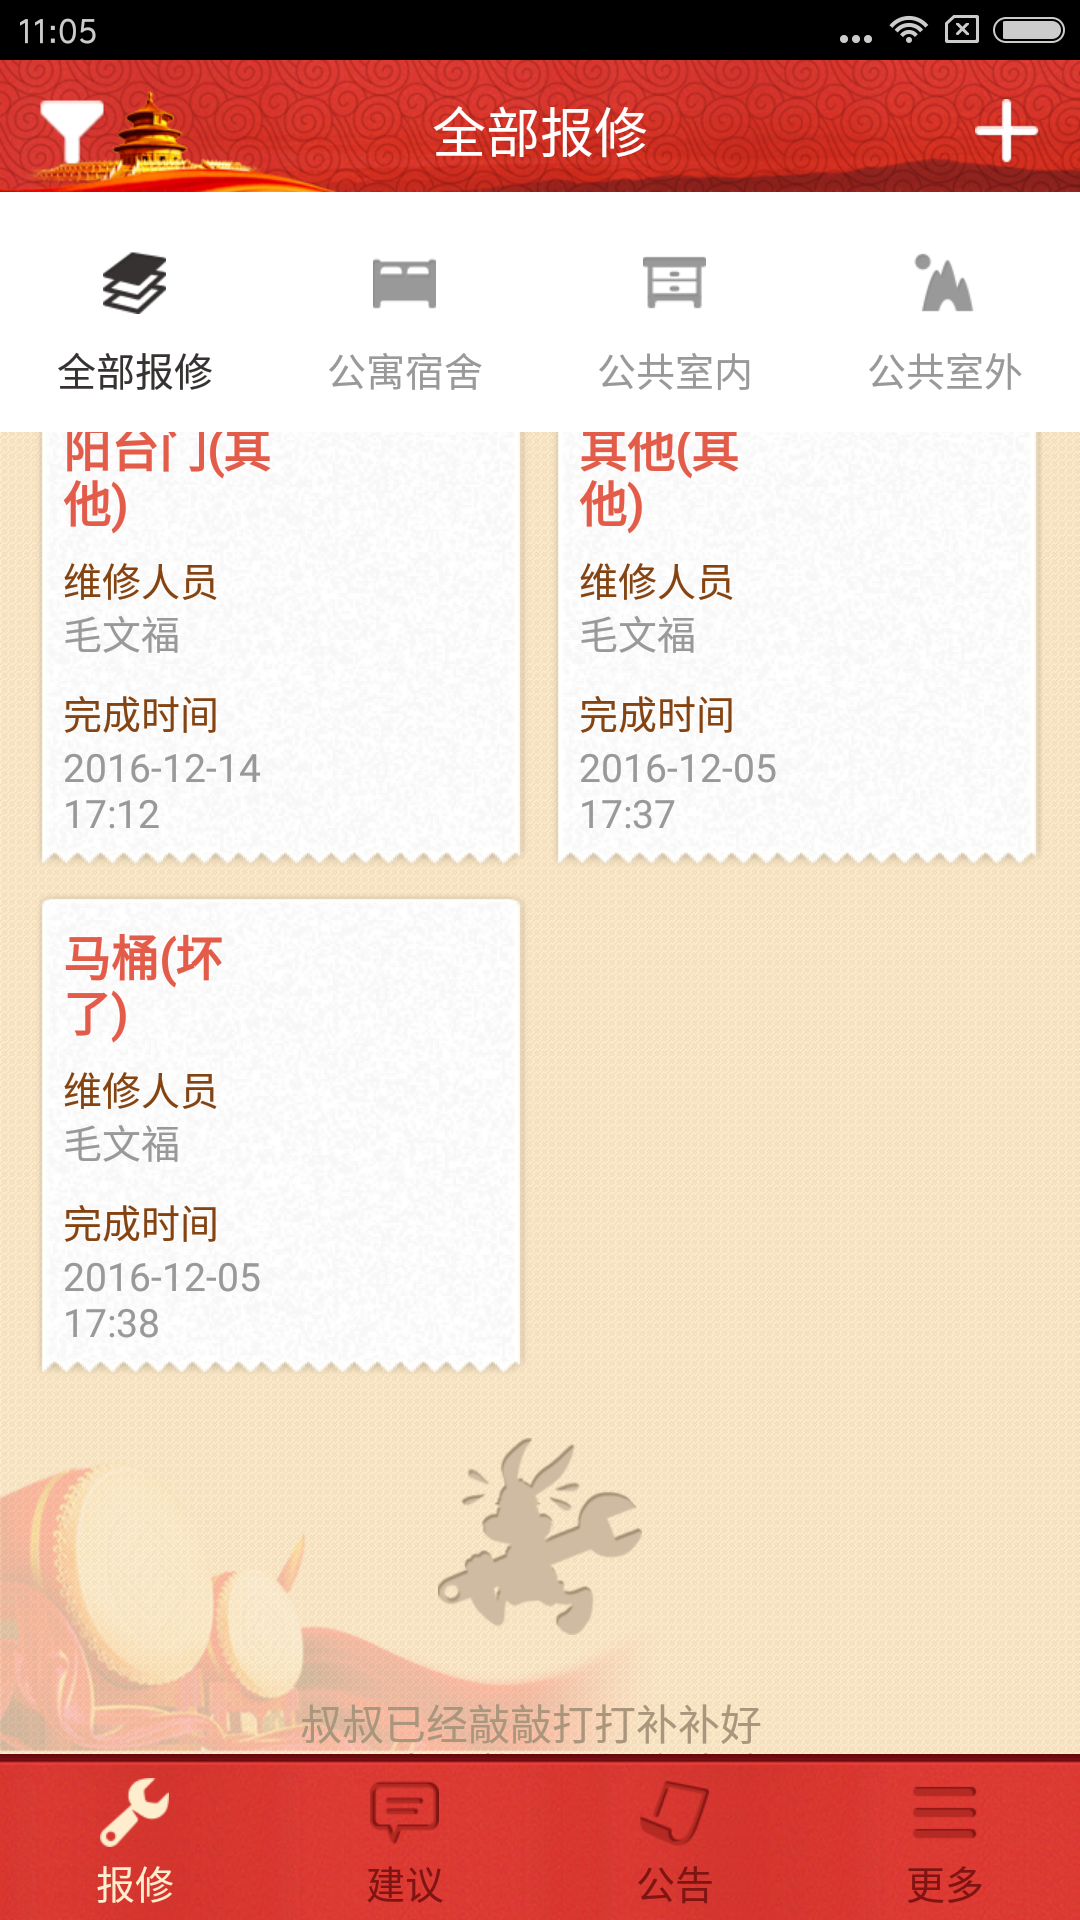 11:05
全部报修
全部报修
公寓宿舍
公共室内
公共室外
阳台门(其
他)
维修人员
毛文福
完成时间
2016-12-14
17:12
其他(其
他)
维修人员
毛文福
完成时间
2016-12-05
17:37
马桶(坏
了)
维修人员
毛文福
完成时间
2016-12-05
17:38
叔叔已经敲敲打打补补好
报修
建议
公告
更多